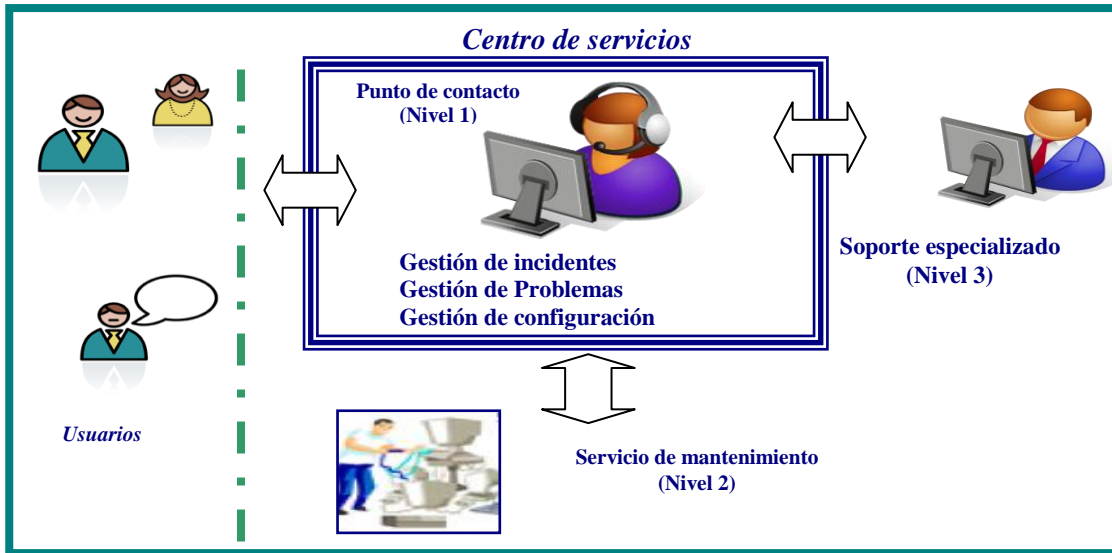 Centro de servicios
Punto de contacto
(Nivel 1)
Gestión de incidentes
Gestión de Problemas
Gestión de configuración
Soporte especializado
(Nivel 3)
Usuarios
Servicio de mantenimiento
(Nivel 2)